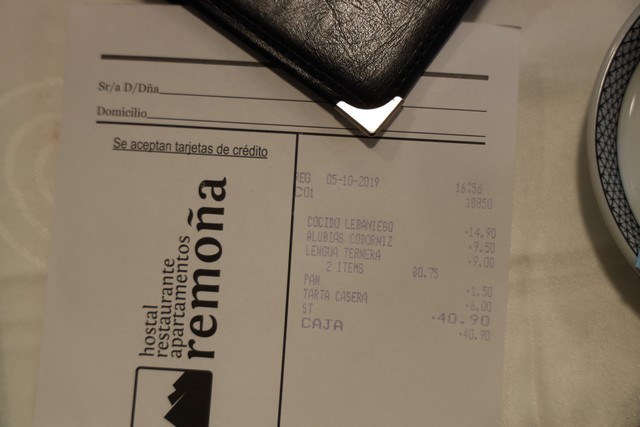 Sr/a D/Dña
Domicilio
Se aceptan tarjetas de crédito
hostal
restaurante
apartamentos
remoña
REG 05-10-2019 16:36
C01 18850
COCIDO LEBANIEGO ·14.90
ALUBIAS CODORNIZ ·9.50
LENGUA TERNERA ·9.00
2 ITEMS @0.75
PAN ·1.50
TARTA CASERA ·6.00
ST ·40.90
CAJA ·40.90